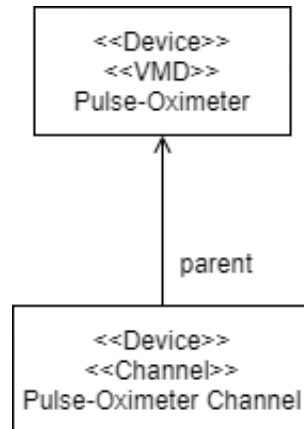 <<Device>>
<<VMD>>
Pulse-Oximeter
parent
<<Device>>
<<Channel>>
Pulse-Oximeter Channel